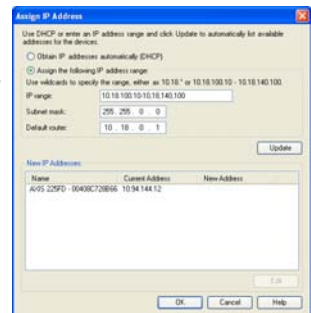 Assign IP Address
Use DHCP or enter an IP address range and click Update to automatically list available
addresses for the devices.
Obtain IP addresses automatically (DHCP)
Assign the following IP address range:
Use wildcards to specify the range, either as 10.18.* or 10.18.100.10 - 10.18.140.100.
IP range: 10.18.100.10-10.18.140.100
Subnet mask: 255 . 255 . 0 . 0
Default router: 10 . 18 . 0 . 1
Update
New IP Addresses:
Name Current Address New Address
AXIS 225FD - 00408C728B66 10.94.144.12
Edit
OK Cancel Help